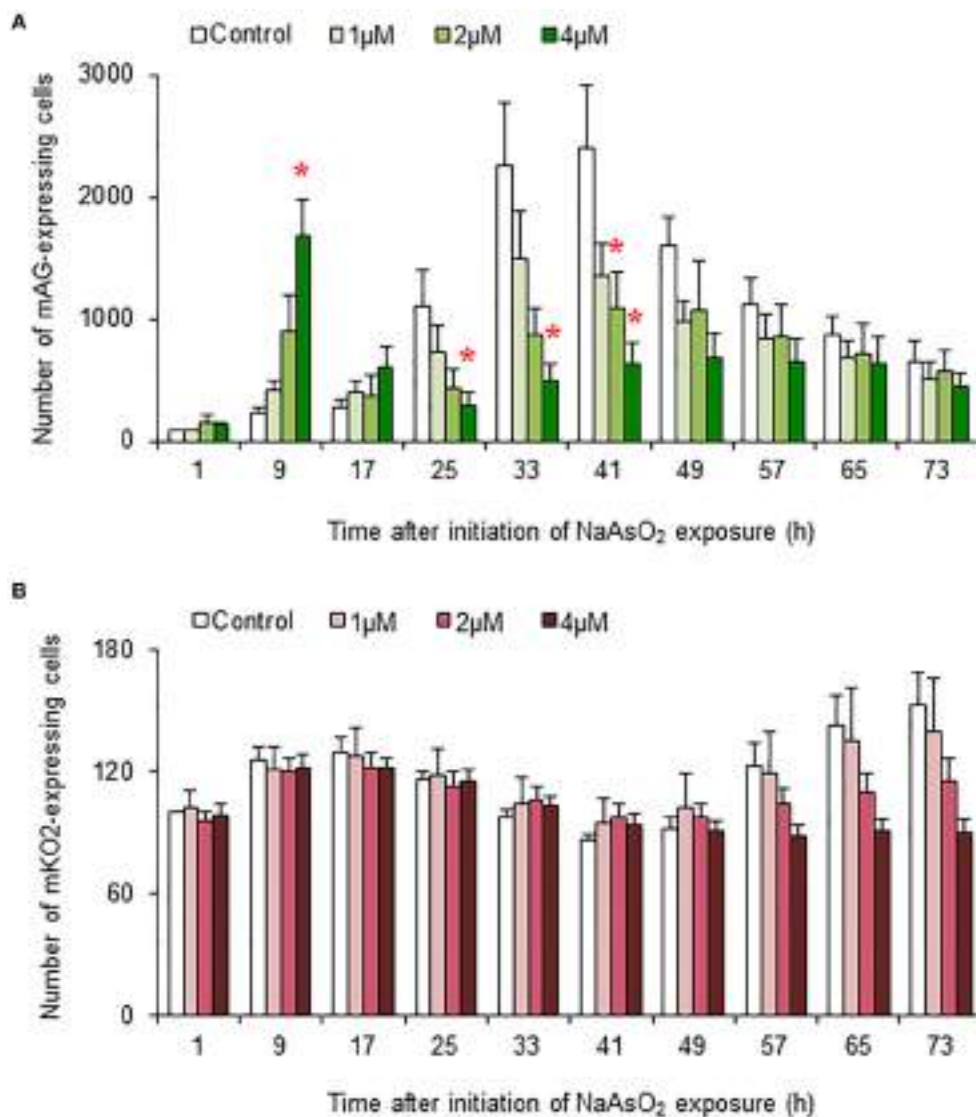 A
Control 1µM 2µM 4µM
3000
2000
1000
0
Number of mAG-expressing cells
* * * * *
1 9 17 25 33 41 49 57 65 73
Time after initiation of NaAsO₂ exposure (h)
B
Control 1µM 2µM 4µM
180
120
60
0
Number of mKO2-expressing cells
1 9 17 25 33 41 49 57 65 73
Time after initiation of NaAsO₂ exposure (h)